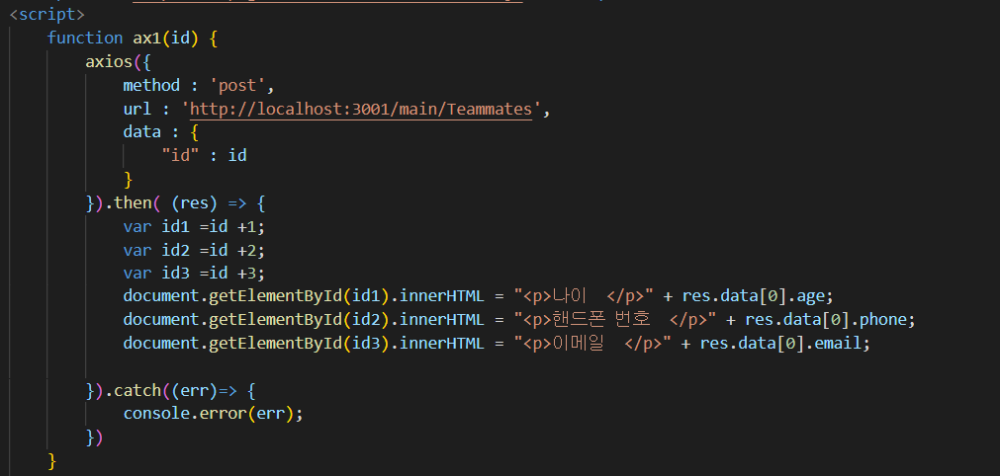 <script>
function ax1(id) {
axios({
method : 'post',
url : 'http://localhost:3001/main/Teammates',
data : {
"id" : id
}
}).then( (res) => {
var id1 =id +1;
var id2 =id +2;
var id3 =id +3;
document.getElementById(id1).innerHTML = "<p>나이  </p>" + res.data[0].age;
document.getElementById(id2).innerHTML = "<p>핸드폰 번호  </p>" + res.data[0].phone;
document.getElementById(id3).innerHTML = "<p>이메일  </p>" + res.data[0].email;
}).catch((err)=> {
console.error(err);
})
}